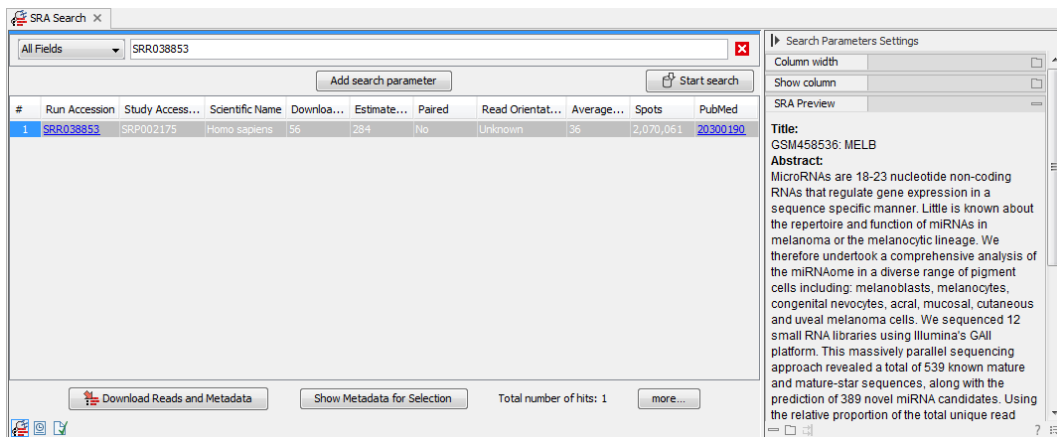 SRA Search
All Fields
SRR038853
Add search parameter
Start search
# Run Accession Study Access... Scientific Name Downloa... Estimate... Paired Read Orientat... Average... Spots PubMed
1 SRR038853 SRP002175 Homo sapiens 56 284 No Unknown 36 2,070,061 20300190
Download Reads and Metadata
Show Metadata for Selection
Total number of hits: 1
more...
Search Parameters Settings
Column width
Show column
SRA Preview
Title:
GSM458536: MELB
Abstract:
MicroRNAs are 18-23 nucleotide non-coding
RNAs that regulate gene expression in a
sequence specific manner. Little is known about
the repertoire and function of miRNAs in
melanoma or the melanocytic lineage. We
therefore undertook a comprehensive analysis of
the miRNAome in a diverse range of pigment
cells including: melanoblasts, melanocytes,
congenital nevocytes, acral, mucosal, cutaneous
and uveal melanoma cells. We sequenced 12
small RNA libraries using Illumina's GAII
platform. This massively parallel sequencing
approach revealed a total of 539 known mature
and mature-star sequences, along with the
prediction of 389 novel miRNA candidates. Using
the relative proportion of the total unique read
?